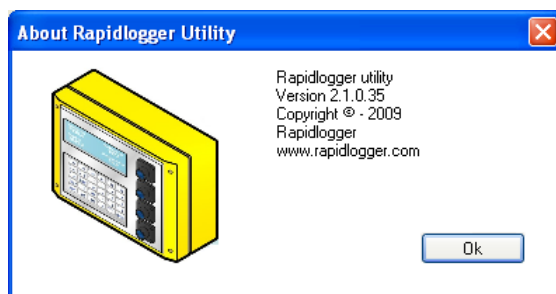 About Rapidlogger Utility
Rapidlogger utility
Version 2.1.0.35
Copyright © - 2009
Rapidlogger
www.rapidlogger.com
Ok